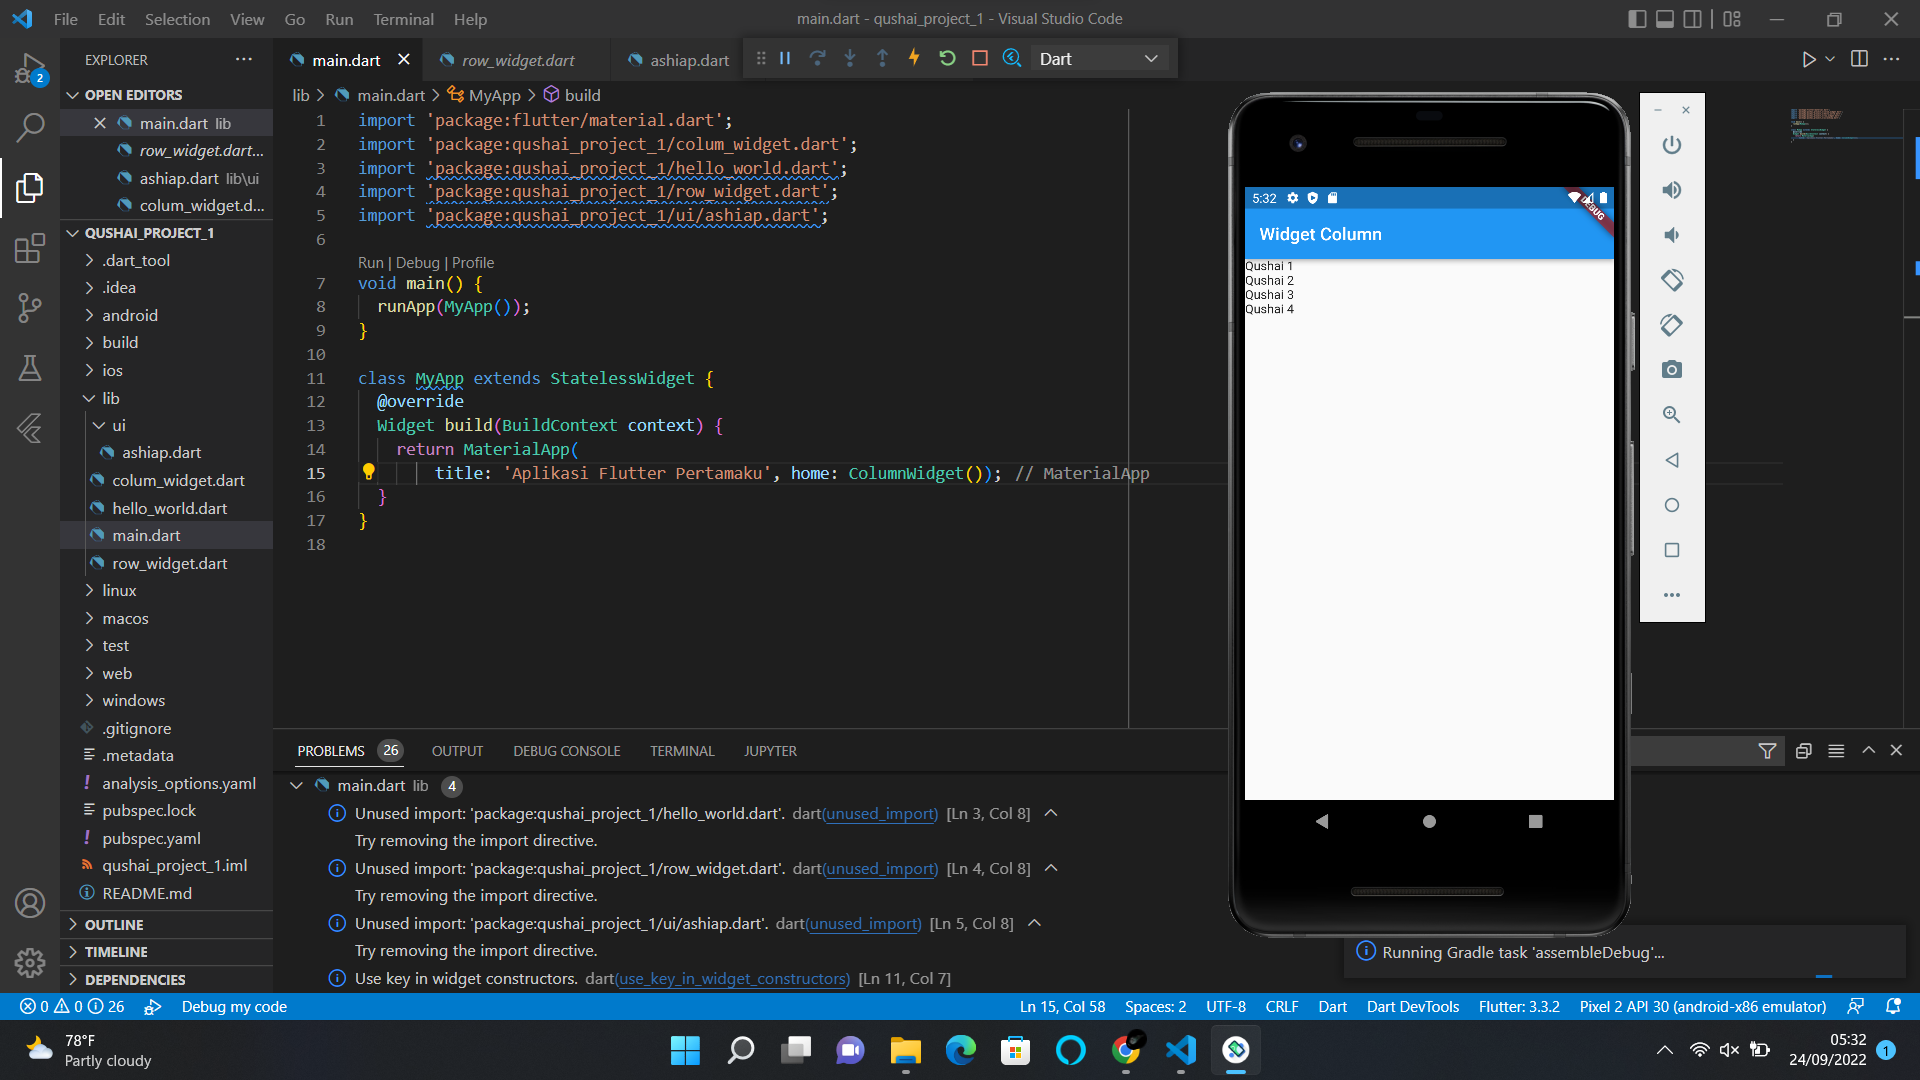 File Edit Selection View Go Run Terminal Help
main.dart - qushai_project_1 - Visual Studio Code
2
EXPLORER
OPEN EDITORS
main.dart lib
row_widget.dart...
ashiap.dart lib\ui
colum_widget.d...
QUSHAI_PROJECT_1
.dart_tool
.idea
android
build
ios
lib
ui
ashiap.dart
colum_widget.dart
hello_world.dart
main.dart
row_widget.dart
linux
macos
test
web
windows
.gitignore
.metadata
analysis_options.yaml
pubspec.lock
pubspec.yaml
qushai_project_1.iml
README.md
OUTLINE
TIMELINE
DEPENDENCIES
main.dart
row_widget.dart
ashiap.dart
Dart
lib > main.dart > MyApp > build
1 import 'package:flutter/material.dart';
2 import 'package:qushai_project_1/colum_widget.dart';
3 import 'package:qushai_project_1/hello_world.dart';
4 import 'package:qushai_project_1/row_widget.dart';
5 import 'package:qushai_project_1/ui/ashiap.dart';
6
Run | Debug | Profile
7 void main() {
8 runApp(MyApp());
9 }
10
11 class MyApp extends StatelessWidget {
12 @override
13 Widget build(BuildContext context) {
14 return MaterialApp(
15 title: 'Aplikasi Flutter Pertamaku', home: ColumnWidget()); // MaterialApp
16 }
17 }
18
5:32
DEBUG
Widget Column
Qushai 1
Qushai 2
Qushai 3
Qushai 4
PROBLEMS 26 OUTPUT DEBUG CONSOLE TERMINAL JUPYTER
main.dart lib 4
Unused import: 'package:qushai_project_1/hello_world.dart'. dart(unused_import) [Ln 3, Col 8]
Try removing the import directive.
Unused import: 'package:qushai_project_1/row_widget.dart'. dart(unused_import) [Ln 4, Col 8]
Try removing the import directive.
Unused import: 'package:qushai_project_1/ui/ashiap.dart'. dart(unused_import) [Ln 5, Col 8]
Try removing the import directive.
Use key in widget constructors. dart(use_key_in_widget_constructors) [Ln 11, Col 7]
Running Gradle task 'assembleDebug'...
0 0 26 Debug my code
Ln 15, Col 58 Spaces: 2 UTF-8 CRLF Dart Dart DevTools Flutter: 3.3.2 Pixel 2 API 30 (android-x86 emulator)
78°F
Partly cloudy
05:32
24/09/2022
1